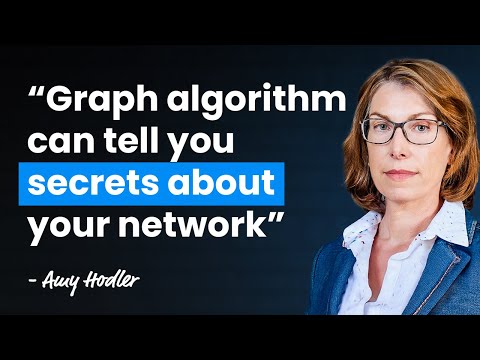 “Graph algorithm
can tell you
secrets about
your network”
- Amy Hodler